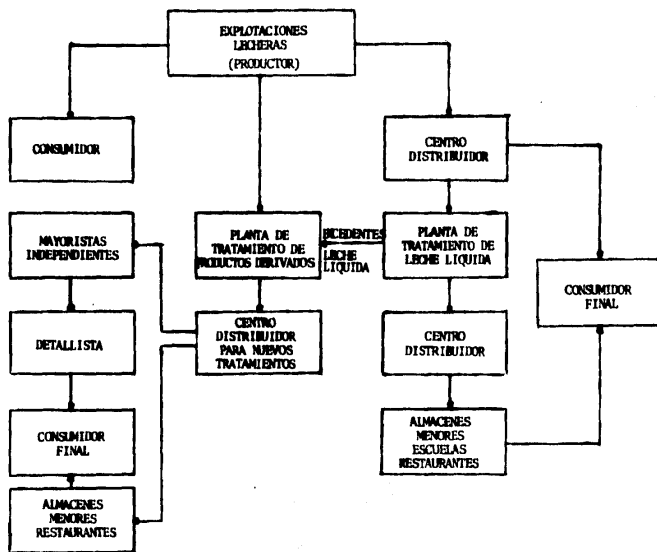 EXPLOTACIONES
LECHERAS
(PRODUCTOR)
CONSUMIDOR
CENTRO
DISTRIBUIDOR
MAYORISTAS
INDEPENDIENTES
PLANTA DE
TRATAMIENTO DE
PRODUCTOS DERIVADOS
EXCEDENTES
LECHE
LIQUIDA
PLANTA DE
TRATAMIENTO DE
LECHE LIQUIDA
CONSUMIDOR
FINAL
DETALLISTA
CENTRO
DISTRIBUIDOR
PARA NUEVOS
TRATAMIENTOS
CENTRO
DISTRIBUIDOR
CONSUMIDOR
FINAL
ALMACENES
MENORES
ESCUELAS
RESTAURANTES
ALMACENES
MENORES
RESTAURANTES